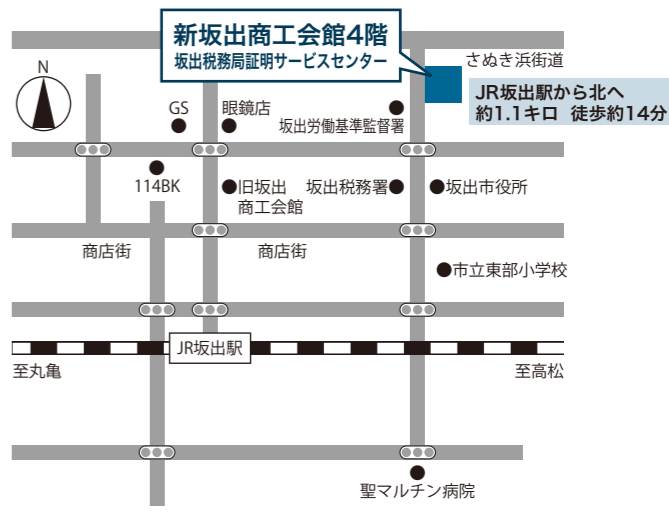 新坂出商工会館4階
坂出税務局証明サービスセンター
さぬき浜街道
JR坂出駅から北へ
約1.1キロ 徒歩約14分
N
GS
眼鏡店
坂出労働基準監督署
114BK
旧坂出
商工会館
坂出税務署
坂出市役所
商店街
商店街
市立東部小学校
JR坂出駅
至丸亀
至高松
聖マルチン病院